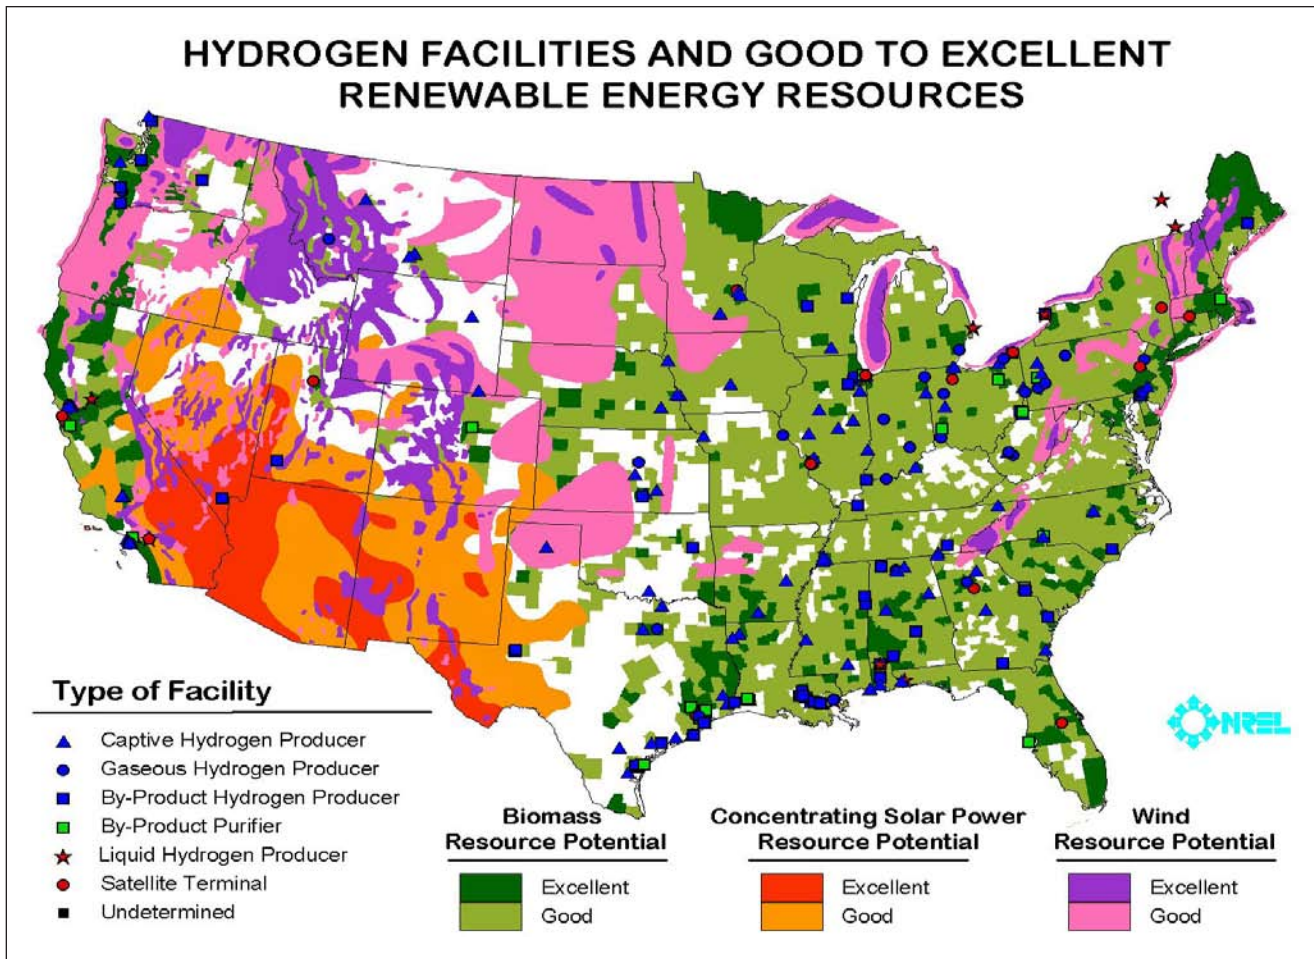 HYDROGEN FACILITIES AND GOOD TO EXCELLENT
RENEWABLE ENERGY RESOURCES
Type of Facility
Captive Hydrogen Producer
Gaseous Hydrogen Producer
By-Product Hydrogen Producer
By-Product Purifier
Liquid Hydrogen Producer
Satellite Terminal
Undetermined
Biomass
Resource Potential
Excellent
Good
Concentrating Solar Power
Resource Potential
Excellent
Good
Wind
Resource Potential
Excellent
Good
NREL